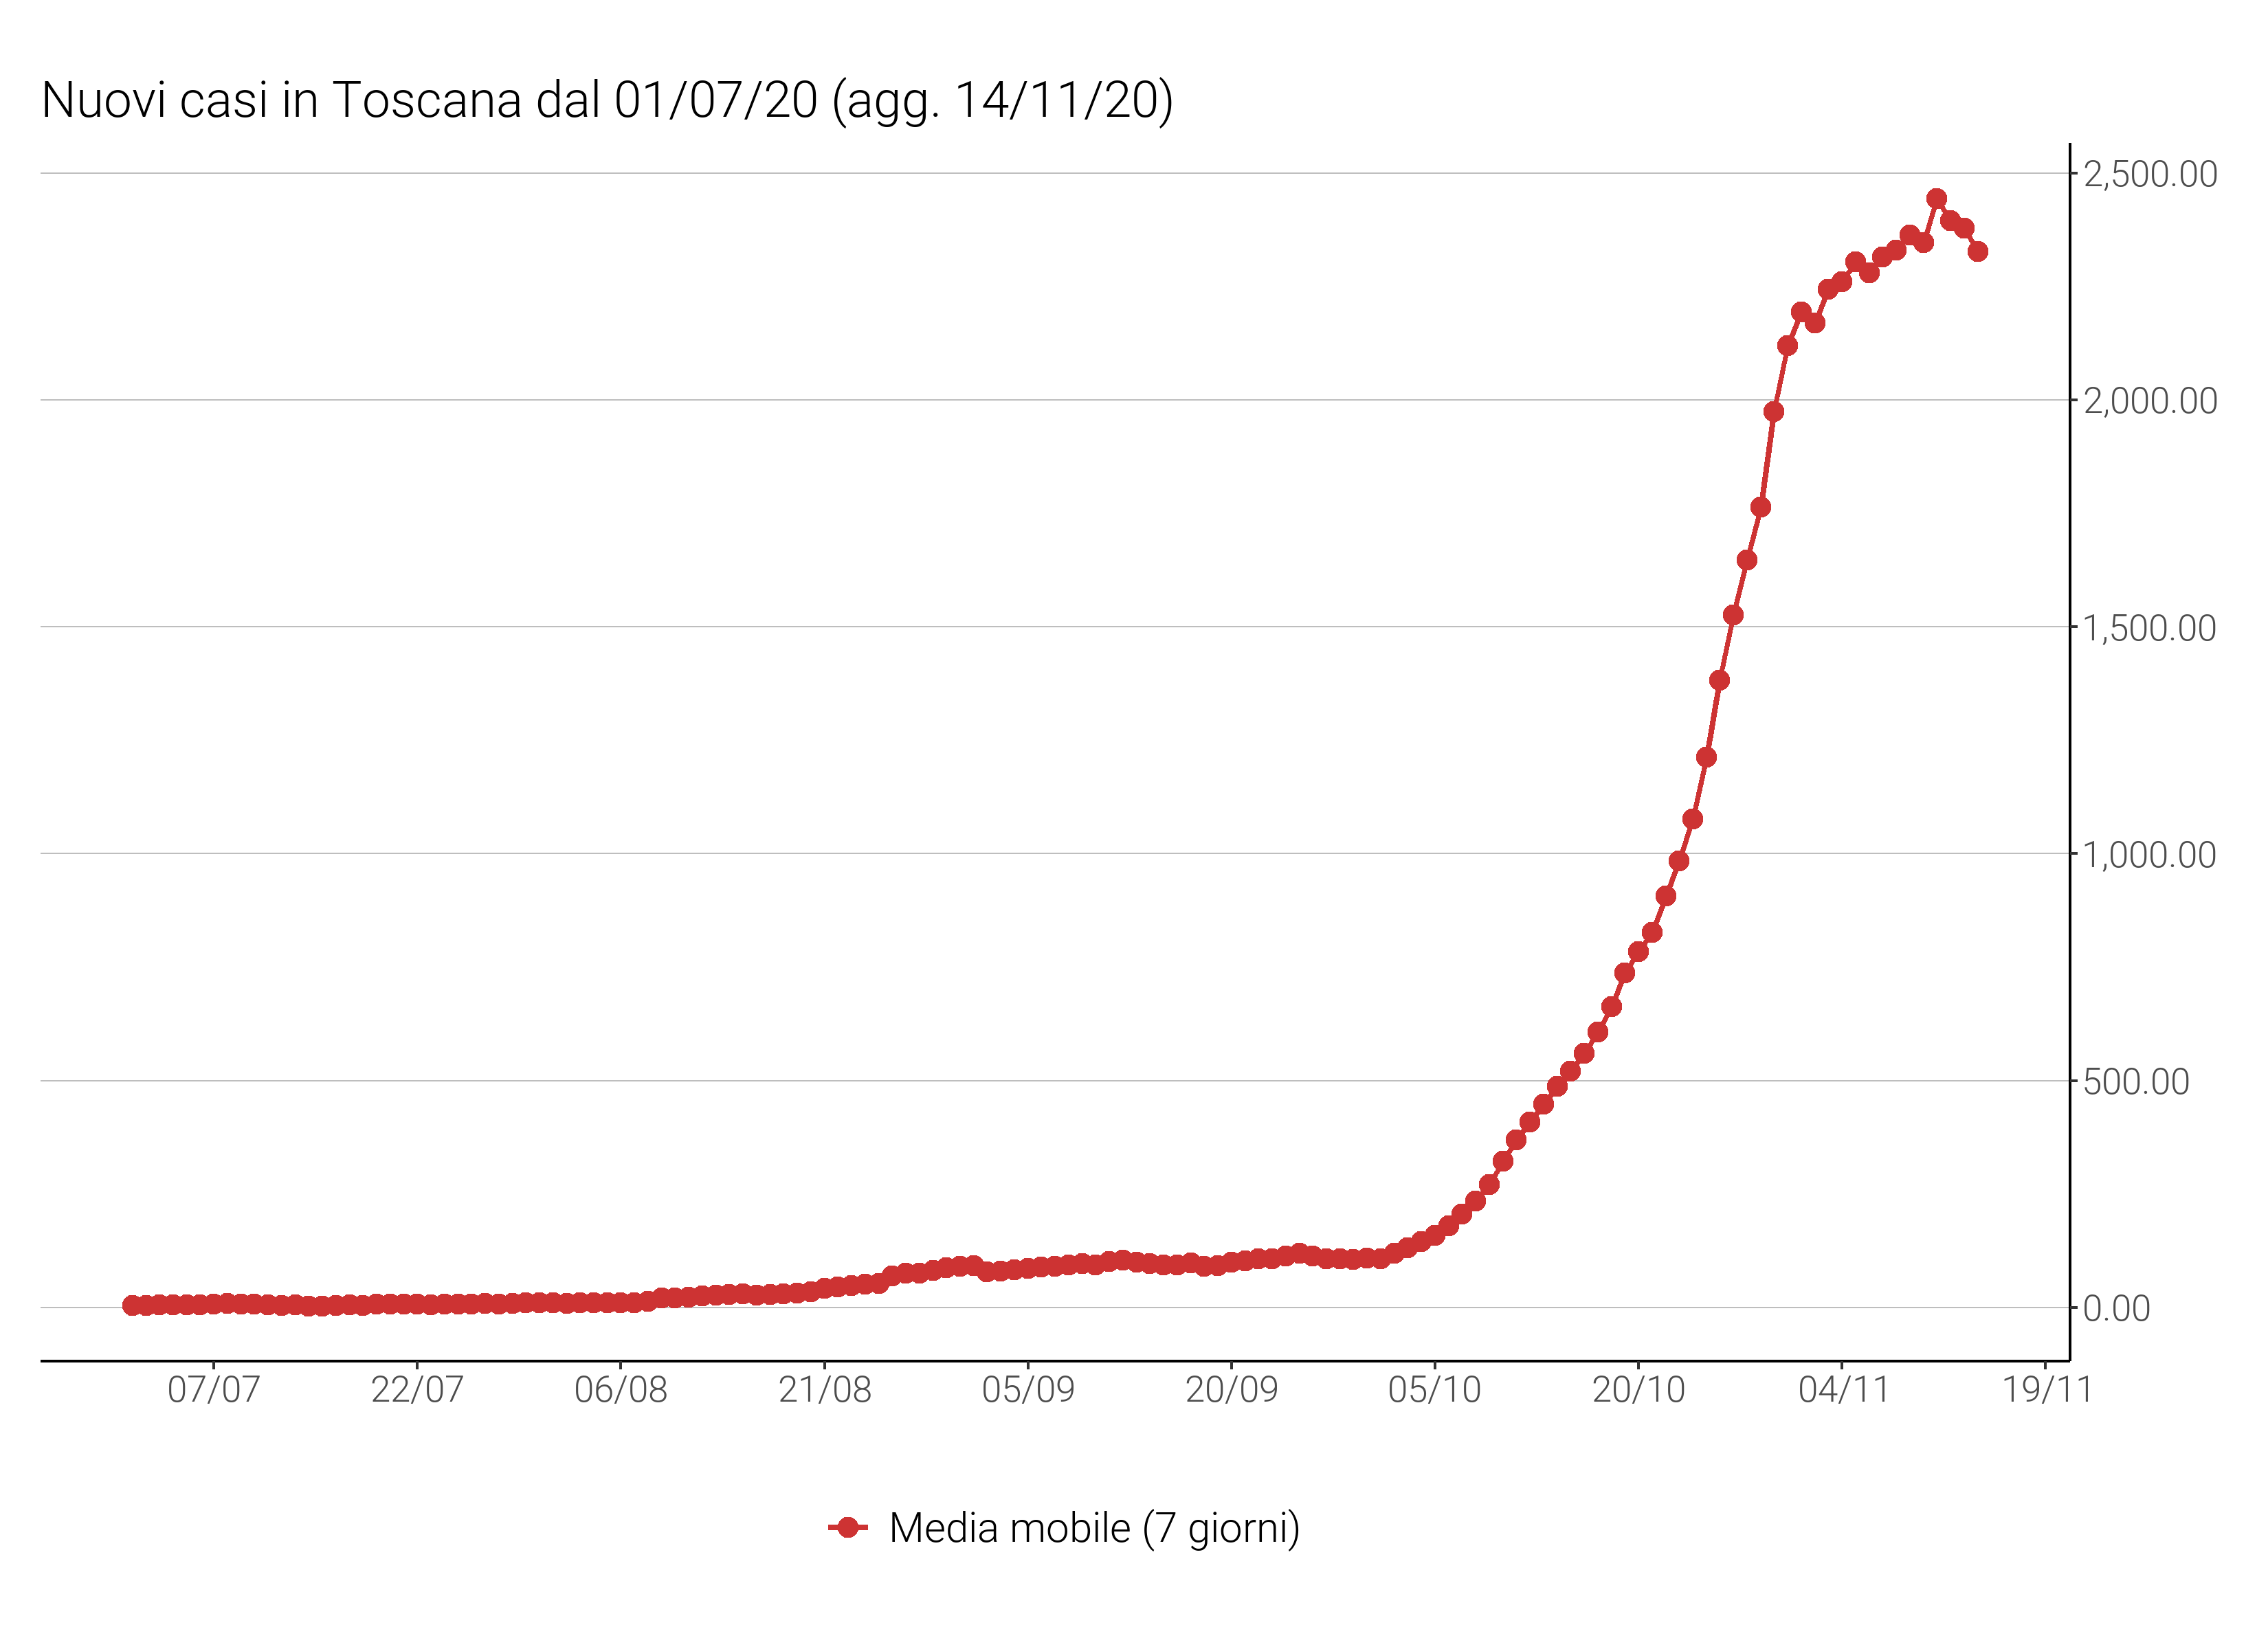 Nuovi casi in Toscana dal 01/07/20 (agg. 14/11/20)
2,500.00
2,000.00
1,500.00
1,000.00
500.00
0.00
07/07 22/07 06/08 21/08 05/09 20/09 05/10 20/10 04/11 19/11
Media mobile (7 giorni)